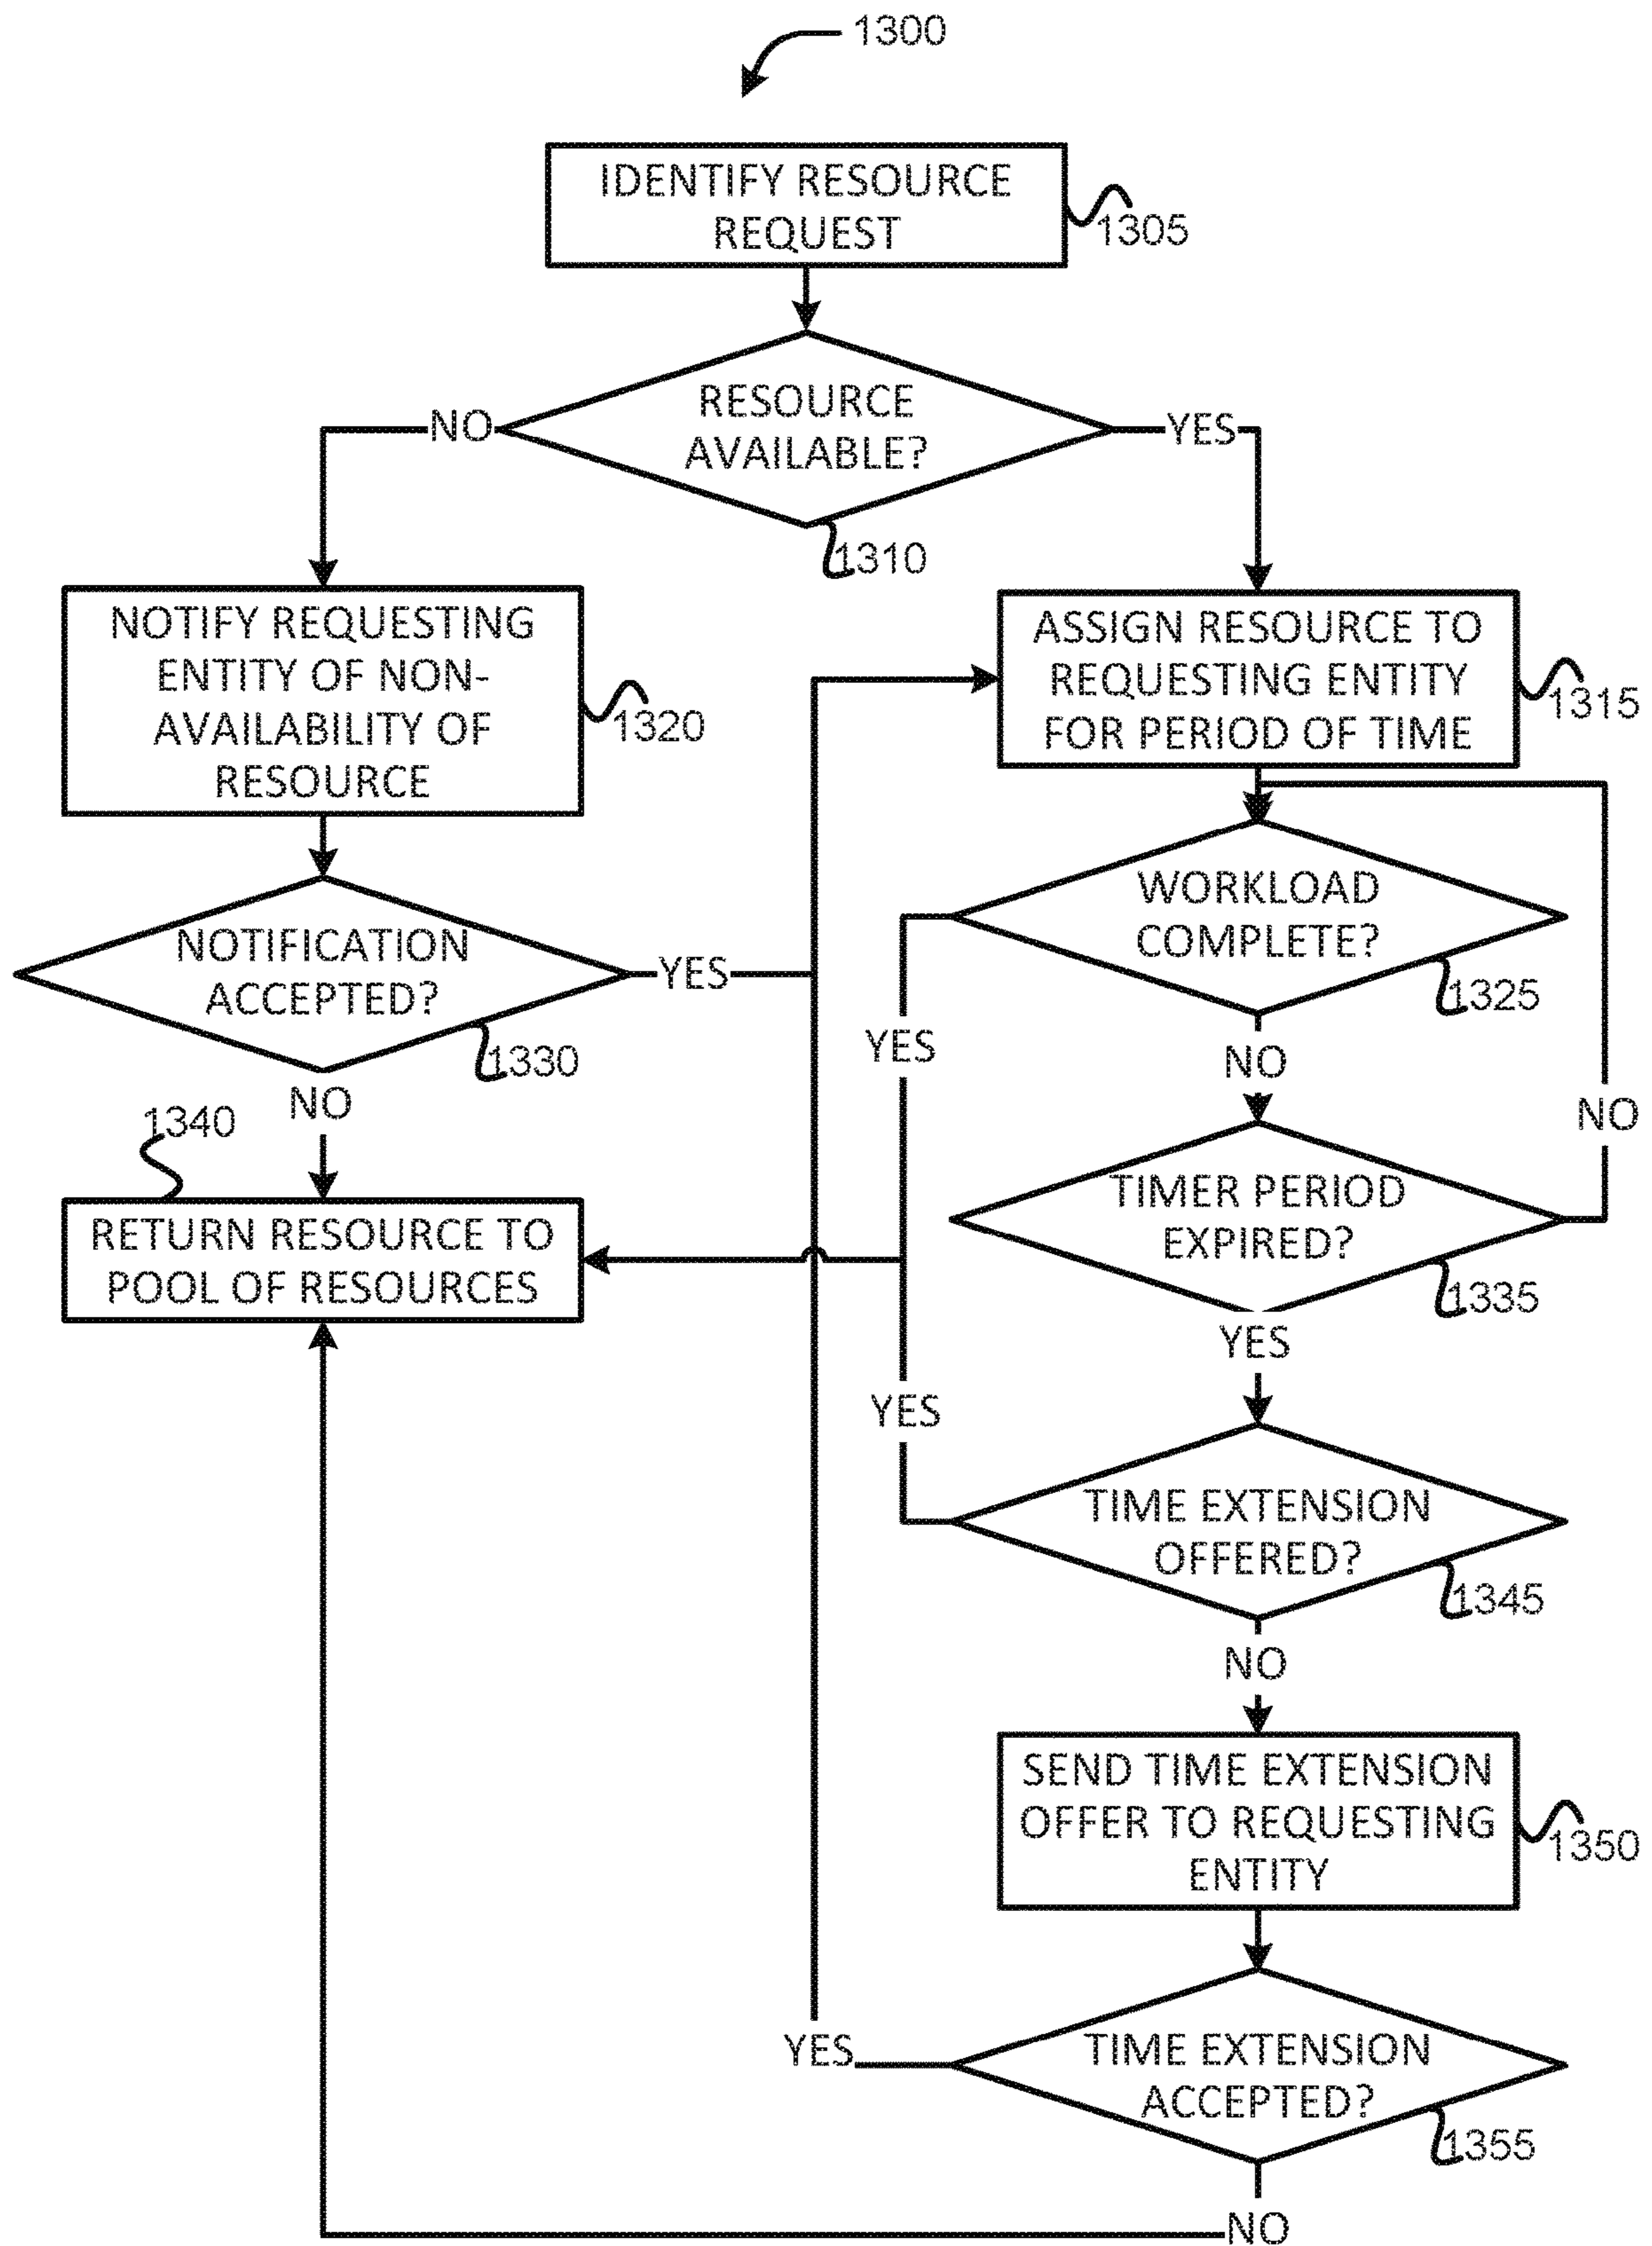 1300
IDENTIFY RESOURCE
REQUEST
1305
RESOURCE
AVAILABLE?
NO
YES
1310
NOTIFY REQUESTING
ENTITY OF NON-
AVAILABILITY OF
RESOURCE
1320
ASSIGN RESOURCE TO
REQUESTING ENTITY
FOR PERIOD OF TIME
1315
NOTIFICATION
ACCEPTED?
YES
1330
NO
WORKLOAD
COMPLETE?
1325
YES
NO
NO
1340
RETURN RESOURCE TO
POOL OF RESOURCES
TIMER PERIOD
EXPIRED?
1335
YES
YES
TIME EXTENSION
OFFERED?
1345
NO
SEND TIME EXTENSION
OFFER TO REQUESTING
ENTITY
1350
YES
TIME EXTENSION
ACCEPTED?
1355
NO